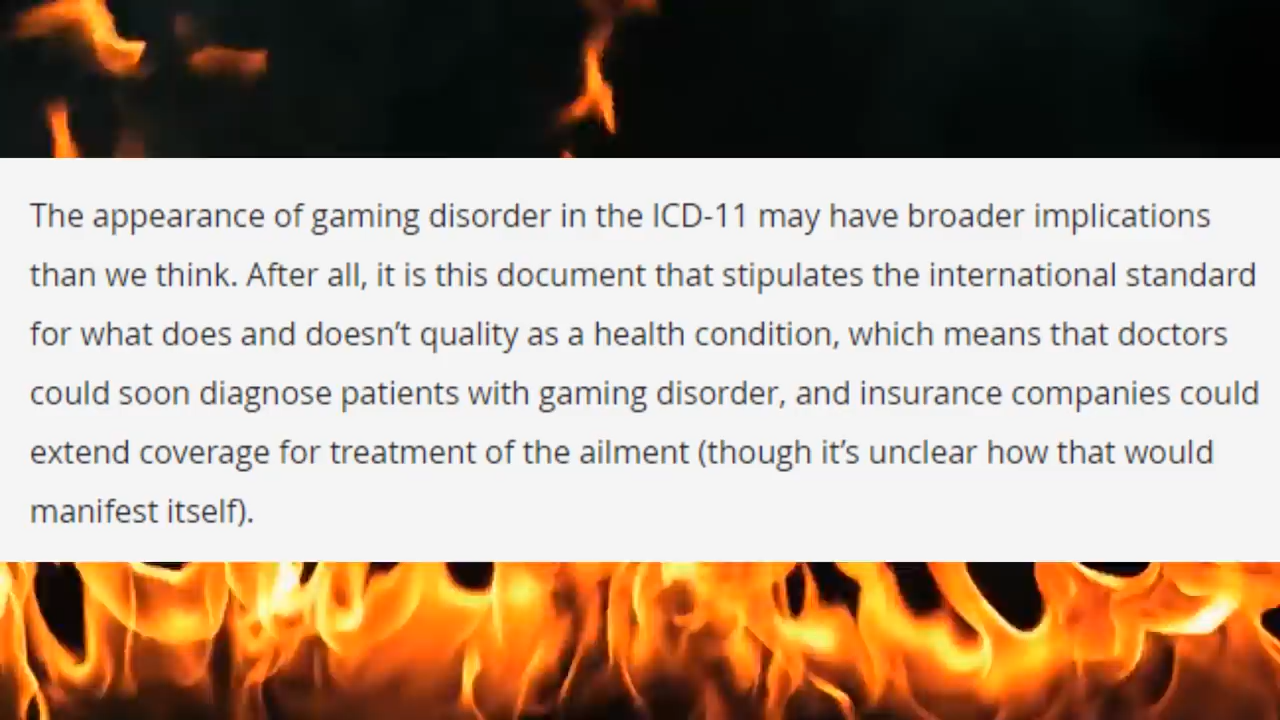 The appearance of gaming disorder in the ICD-11 may have broader implications
than we think. After all, it is this document that stipulates the international standard
for what does and doesn’t quality as a health condition, which means that doctors
could soon diagnose patients with gaming disorder, and insurance companies could
extend coverage for treatment of the ailment (though it’s unclear how that would
manifest itself).